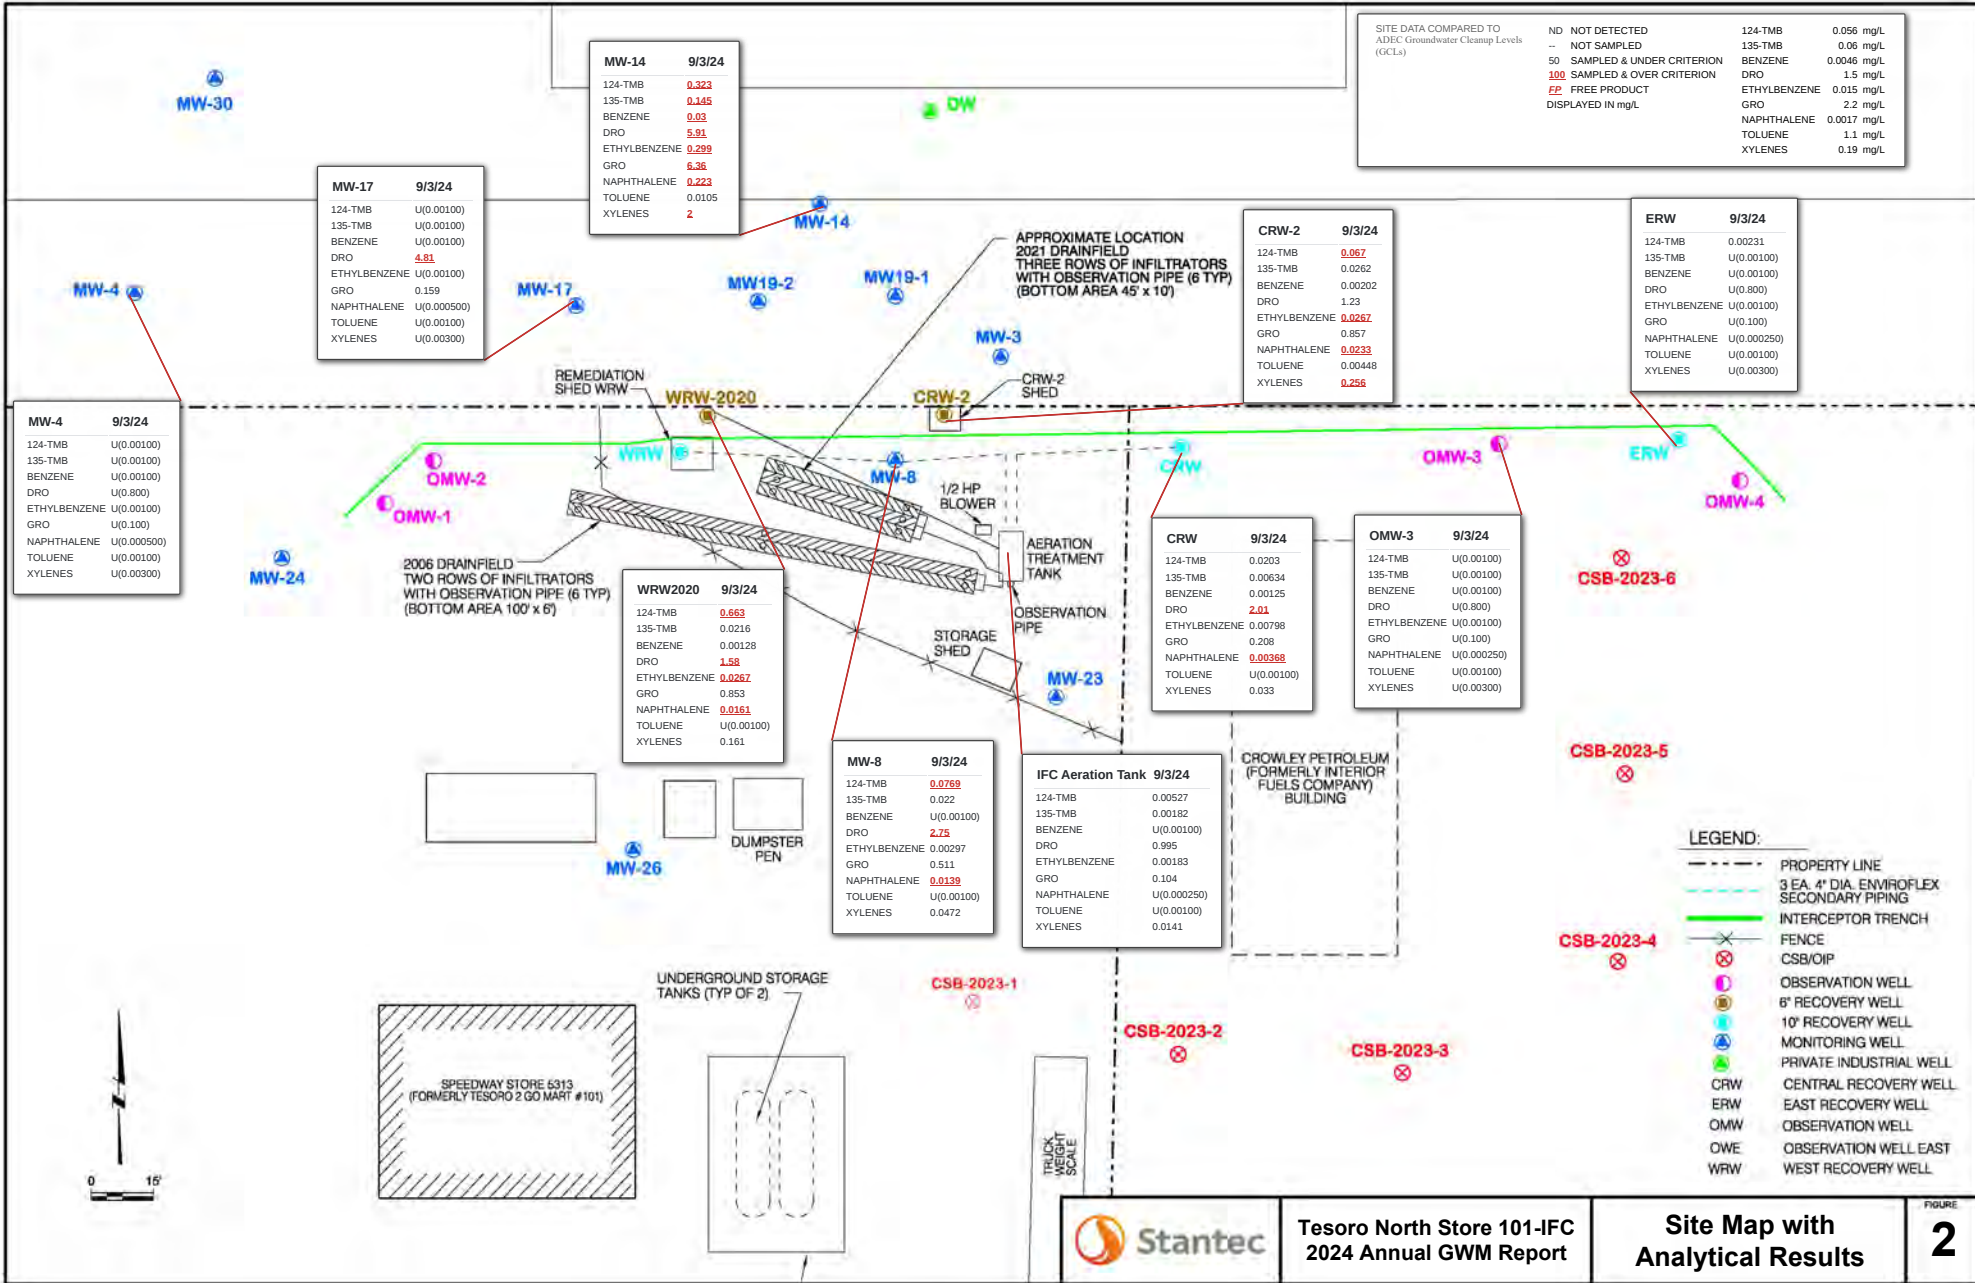 SITE DATA COMPARED TO
ADEC Groundwater Cleanup Levels
(GCLs)
ND NOT DETECTED
-- NOT SAMPLED
50 SAMPLED & UNDER CRITERION
100 SAMPLED & OVER CRITERION
FP FREE PRODUCT
DISPLAYED IN mg/L
124-TMB 0.056 mg/L
135-TMB 0.06 mg/L
BENZENE 0.0046 mg/L
DRO 1.5 mg/L
ETHYLBENZENE 0.015 mg/L
GRO 2.2 mg/L
NAPHTHALENE 0.0017 mg/L
TOLUENE 1.1 mg/L
XYLENES 0.19 mg/L
MW-30
MW-14 9/3/24
124-TMB 0.323
135-TMB 0.145
BENZENE 0.03
DRO 5.91
ETHYLBENZENE 0.299
GRO 6.36
NAPHTHALENE 0.223
TOLUENE 0.0105
XYLENES 2
DW
MW-17 9/3/24
124-TMB U(0.00100)
135-TMB U(0.00100)
BENZENE U(0.00100)
DRO 4.81
ETHYLBENZENE U(0.00100)
GRO 0.159
NAPHTHALENE U(0.000500)
TOLUENE U(0.00100)
XYLENES U(0.00300)
MW-14
APPROXIMATE LOCATION
2021 DRAINFIELD
THREE ROWS OF INFILTRATORS
WITH OBSERVATION PIPE (6 TYP)
(BOTTOM AREA 45' x 10')
CRW-2 9/3/24
124-TMB 0.067
135-TMB 0.0262
BENZENE 0.00202
DRO 1.23
ETHYLBENZENE 0.0267
GRO 0.857
NAPHTHALENE 0.0233
TOLUENE 0.00448
XYLENES 0.256
ERW 9/3/24
124-TMB 0.00231
135-TMB U(0.00100)
BENZENE U(0.00100)
DRO U(0.800)
ETHYLBENZENE U(0.00100)
GRO U(0.100)
NAPHTHALENE U(0.000250)
TOLUENE U(0.00100)
XYLENES U(0.00300)
MW-4
MW-17
MW19-2
MW19-1
MW-3
REMEDIATION
SHED WRW
WRW-2020
CRW-2
CRW-2
SHED
MW-4 9/3/24
124-TMB U(0.00100)
135-TMB U(0.00100)
BENZENE U(0.00100)
DRO U(0.800)
ETHYLBENZENE U(0.00100)
GRO U(0.100)
NAPHTHALENE U(0.000500)
TOLUENE U(0.00100)
XYLENES U(0.00300)
OMW-2
OMW-1
WRW
MW-8
CRW
OMW-3
ERW
OMW-4
1/2 HP
BLOWER
MW-24
2006 DRAINFIELD
TWO ROWS OF INFILTRATORS
WITH OBSERVATION PIPE (6 TYP)
(BOTTOM AREA 100' x 6')
AERATION
TREATMENT
TANK
OBSERVATION
PIPE
STORAGE
SHED
MW-23
WRW2020 9/3/24
124-TMB 0.663
135-TMB 0.0216
BENZENE 0.00128
DRO 1.58
ETHYLBENZENE 0.0267
GRO 0.853
NAPHTHALENE 0.0161
TOLUENE U(0.00100)
XYLENES 0.161
CRW 9/3/24
124-TMB 0.0203
135-TMB 0.00634
BENZENE 0.00125
DRO 2.01
ETHYLBENZENE 0.00798
GRO 0.208
NAPHTHALENE 0.00368
TOLUENE U(0.00100)
XYLENES 0.033
OMW-3 9/3/24
124-TMB U(0.00100)
135-TMB U(0.00100)
BENZENE U(0.00100)
DRO U(0.800)
ETHYLBENZENE U(0.00100)
GRO U(0.100)
NAPHTHALENE U(0.000250)
TOLUENE U(0.00100)
XYLENES U(0.00300)
CSB-2023-6
MW-8 9/3/24
124-TMB 0.0769
135-TMB 0.022
BENZENE U(0.00100)
DRO 2.75
ETHYLBENZENE 0.00297
GRO 0.511
NAPHTHALENE 0.0139
TOLUENE U(0.00100)
XYLENES 0.0472
IFC Aeration Tank 9/3/24
124-TMB 0.00527
135-TMB 0.00182
BENZENE U(0.00100)
DRO 0.995
ETHYLBENZENE 0.00183
GRO 0.104
NAPHTHALENE U(0.000250)
TOLUENE U(0.00100)
XYLENES 0.0141
CROWLEY PETROLEUM
(FORMERLY INTERIOR
FUELS COMPANY)
BUILDING
CSB-2023-5
DUMPSTER
PEN
MW-26
CSB-2023-4
UNDERGROUND STORAGE
TANKS (TYP OF 2)
CSB-2023-1
CSB-2023-2
CSB-2023-3
SPEEDWAY STORE 5313
(FORMERLY TESORO 2 GO MART #101)
TRUCK
WEIGHT
SCALE
N
0 15'
LEGEND:
PROPERTY LINE
3 EA. 4" DIA. ENVIROFLEX
SECONDARY PIPING
INTERCEPTOR TRENCH
FENCE
CSB/OIP
OBSERVATION WELL
6" RECOVERY WELL
10" RECOVERY WELL
MONITORING WELL
PRIVATE INDUSTRIAL WELL
CRW CENTRAL RECOVERY WELL
ERW EAST RECOVERY WELL
OMW OBSERVATION WELL
OWE OBSERVATION WELL EAST
WRW WEST RECOVERY WELL
Stantec
Tesoro North Store 101-IFC
2024 Annual GWM Report
Site Map with
Analytical Results
FIGURE
2